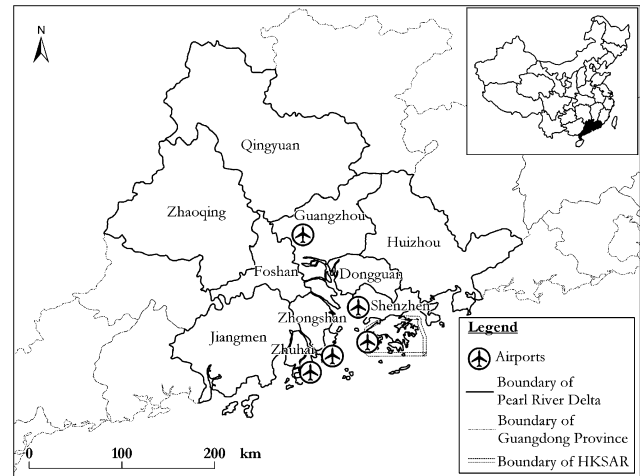 N
Qingyuan
Zhaoqing
Guangzhou
Huizhou
Foshan
Dongguan
Shenzhen
Zhongshan
Jiangmen
Zhuhai
Legend
Airports
Boundary of
Pearl River Delta
Boundary of
Guangdong Province
Boundary of HKSAR
0 100 200 km